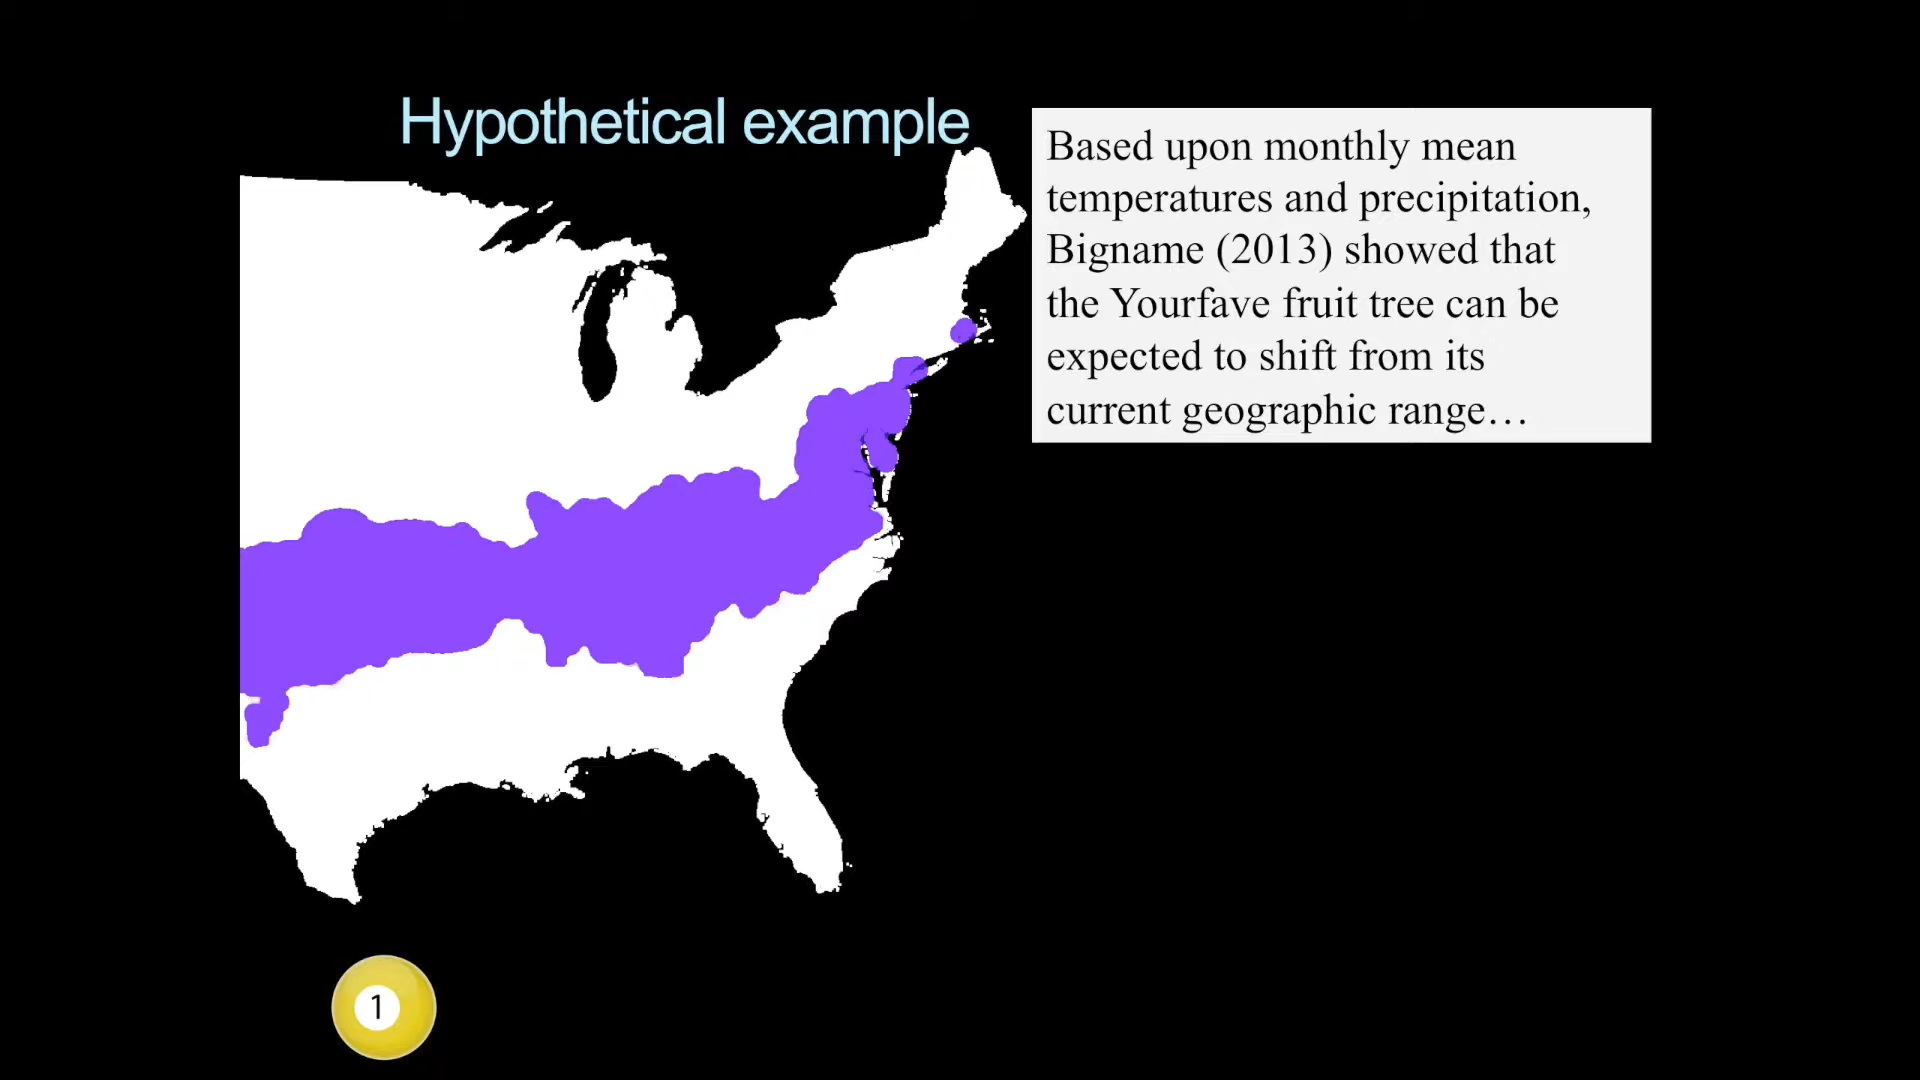 Hypothetical example
Based upon monthly mean
temperatures and precipitation,
Bigname (2013) showed that
the Yourfave fruit tree can be
expected to shift from its
current geographic range…
1